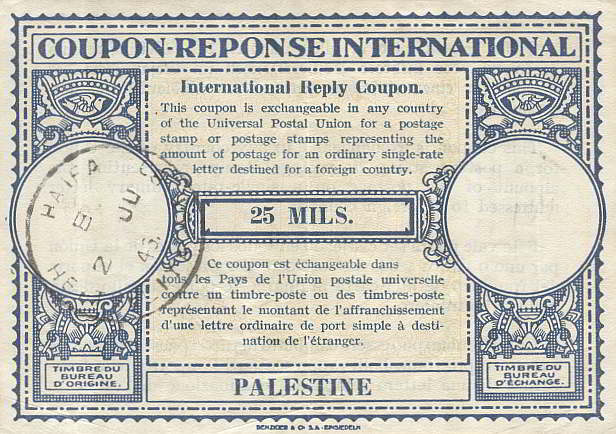 COUPON-REPONSE INTERNATIONAL
International Reply Coupon.
This coupon is exchangeable in any country
of the Universal Postal Union for a postage
stamp or postage stamps representing the
amount of postage for an ordinary single-rate
letter destined for a foreign country.
25 MILS.
Ce coupon est échangeable dans
tous les Pays de l'Union postale universelle
contre un timbre-poste ou des timbres-poste
représentant le montant de l'affranchissement
d'une lettre ordinaire de port simple à desti-
nation de l'étranger.
HAIFA
E
2 JU
45
TIMBRE DU
BUREAU
D'ORIGINE.
PALESTINE
TIMBRE DU
BUREAU
D'ÉCHANGE.
BENZIGER & Co S.A. - EINSIEDELN